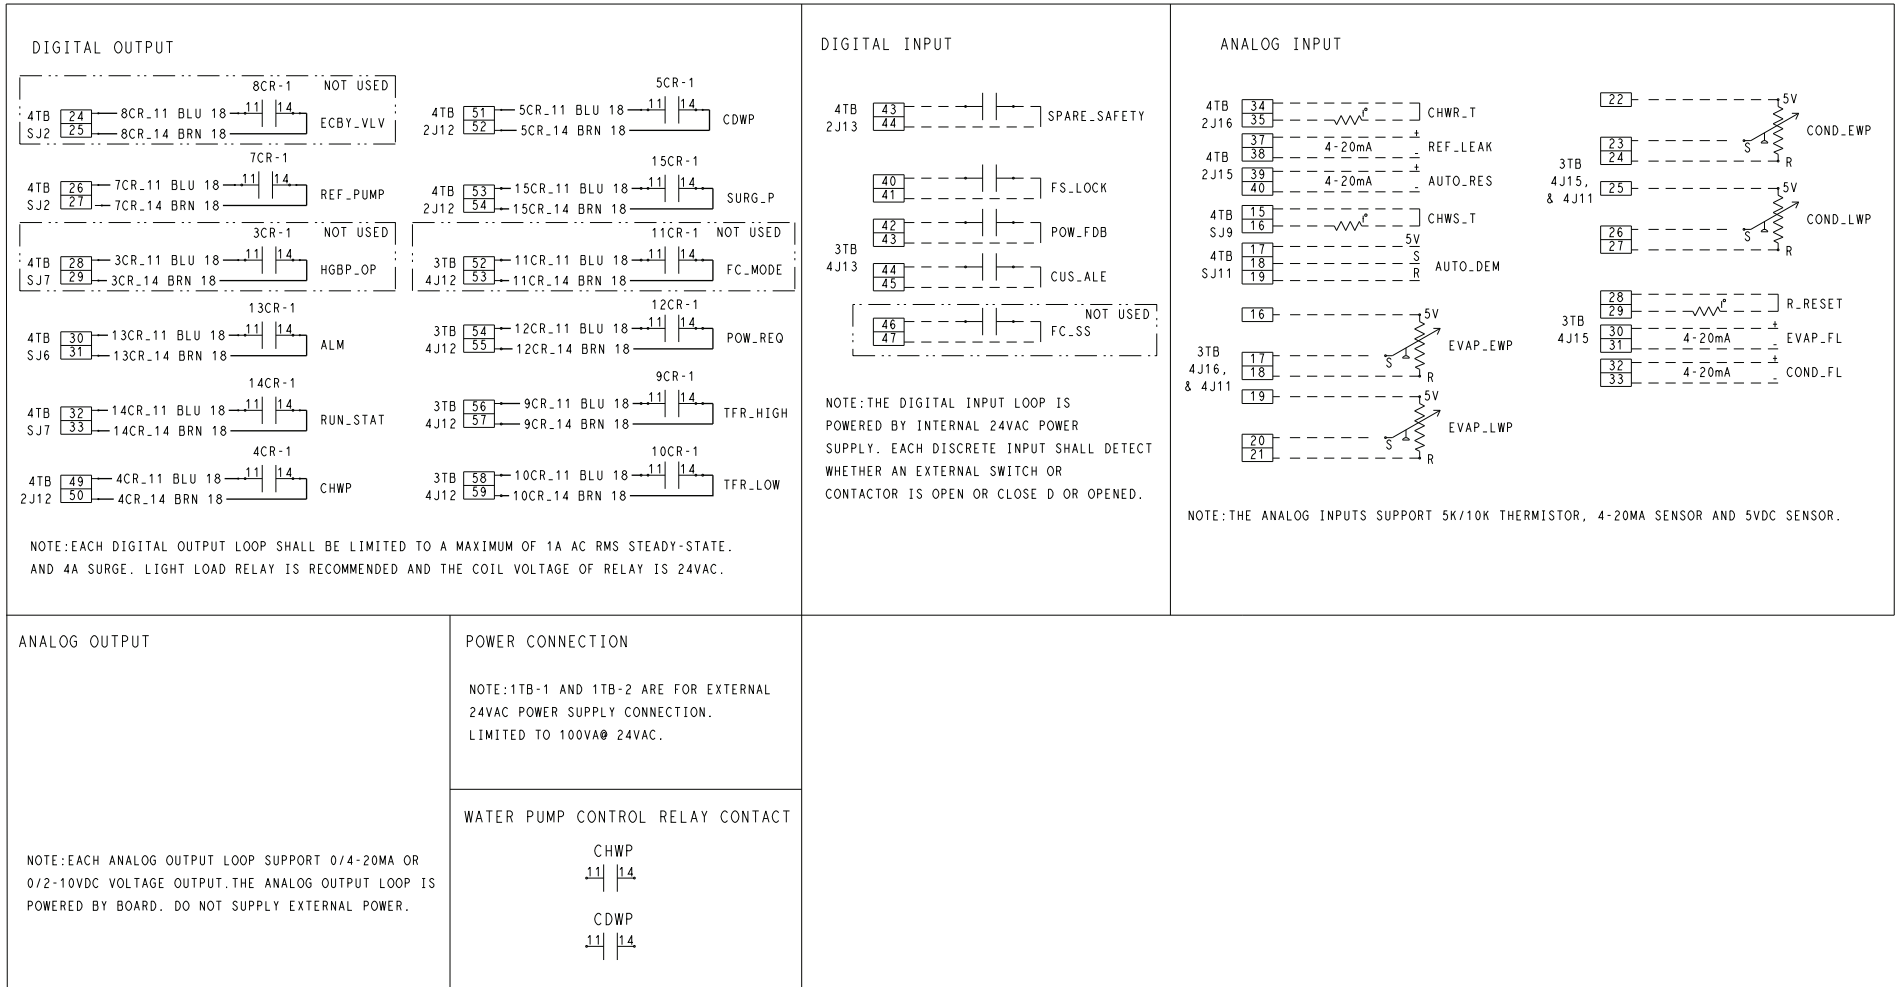 DIGITAL OUTPUT
8CR-1 NOT USED
4TB 24 8CR_11 BLU 18 11 14
SJ2 25 8CR_14 BRN 18 ECBY_VLV
7CR-1
4TB 26 7CR_11 BLU 18 11 14
SJ2 27 7CR_14 BRN 18 REF_PUMP
3CR-1 NOT USED
4TB 28 3CR_11 BLU 18 11 14
SJ7 29 3CR_14 BRN 18 HGBP_OP
13CR-1
4TB 30 13CR_11 BLU 18 11 14
SJ6 31 13CR_14 BRN 18 ALM
14CR-1
4TB 32 14CR_11 BLU 18 11 14
SJ7 33 14CR_14 BRN 18 RUN_STAT
4CR-1
4TB 49 4CR_11 BLU 18 11 14
2J12 50 4CR_14 BRN 18 CHWP
5CR-1
4TB 51 5CR_11 BLU 18 11 14
2J12 52 5CR_14 BRN 18 CDWP
15CR-1
4TB 53 15CR_11 BLU 18 11 14
2J12 54 15CR_14 BRN 18 SURG_P
11CR-1 NOT USED
3TB 52 11CR_11 BLU 18 11 14
4J12 53 11CR_14 BRN 18 FC_MODE
12CR-1
3TB 54 12CR_11 BLU 18 11 14
4J12 55 12CR_14 BRN 18 POW_REQ
9CR-1
3TB 56 9CR_11 BLU 18 11 14
4J12 57 9CR_14 BRN 18 TFR_HIGH
10CR-1
3TB 58 10CR_11 BLU 18 11 14
4J12 59 10CR_14 BRN 18 TFR_LOW
NOTE:EACH DIGITAL OUTPUT LOOP SHALL BE LIMITED TO A MAXIMUM OF 1A AC RMS STEADY-STATE.
AND 4A SURGE. LIGHT LOAD RELAY IS RECOMMENDED AND THE COIL VOLTAGE OF RELAY IS 24VAC.
DIGITAL INPUT
4TB 43
2J13 44 SPARE_SAFETY
40
41 FS_LOCK
42
43 POW_FDB
3TB
4J13
44
45 CUS_ALE
NOT USED
46
47 FC_SS
NOTE:THE DIGITAL INPUT LOOP IS
POWERED BY INTERNAL 24VAC POWER
SUPPLY. EACH DISCRETE INPUT SHALL DETECT
WHETHER AN EXTERNAL SWITCH OR
CONTACTOR IS OPEN OR CLOSE D OR OPENED.
ANALOG INPUT
4TB 34 CHWR_T
2J16 35
37 +
4-20mA REF_LEAK
4TB 38 -
2J15 39 +
4-20mA AUTO_RES
40 -
4TB 15 CHWS_T
SJ9 16
17 5V
4TB 18 S AUTO_DEM
SJ11 19 R
16 5V
EVAP_EWP
3TB 17 S
4J16, 18 R
& 4J11
19 5V
EVAP_LWP
20 S
21 R
22 5V
COND_EWP
23 S
24 R
3TB
4J15,
& 4J11
25 5V
COND_LWP
26 S
27 R
28 R_RESET
29
3TB 30 +
4J15 4-20mA EVAP_FL
31 -
32 +
4-20mA COND_FL
33 -
NOTE:THE ANALOG INPUTS SUPPORT 5K/10K THERMISTOR, 4-20MA SENSOR AND 5VDC SENSOR.
ANALOG OUTPUT
NOTE:EACH ANALOG OUTPUT LOOP SUPPORT 0/4-20MA OR
0/2-10VDC VOLTAGE OUTPUT.THE ANALOG OUTPUT LOOP IS
POWERED BY BOARD. DO NOT SUPPLY EXTERNAL POWER.
POWER CONNECTION
NOTE:1TB-1 AND 1TB-2 ARE FOR EXTERNAL
24VAC POWER SUPPLY CONNECTION.
LIMITED TO 100VA@ 24VAC.
WATER PUMP CONTROL RELAY CONTACT
CHWP
11 14
CDWP
11 14